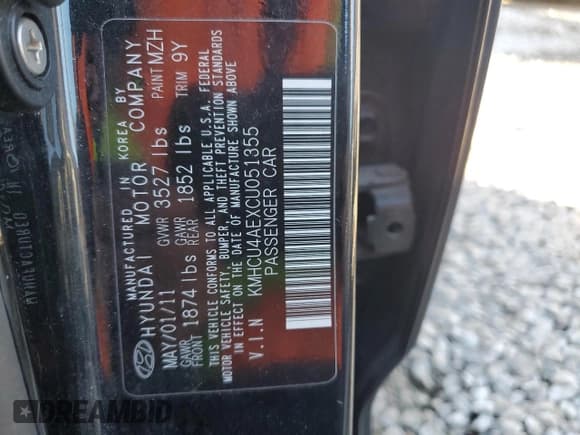 MANUFACTURED IN KOREA BY
HYUNDAI MOTOR COMPANY
MAY/01/11 GVWR 3527 lbs PAINT MZH
GAWR FRONT 1874 lbs GAWR REAR 1852 lbs TRIM 9Y
THIS VEHICLE CONFORMS TO ALL APPLICABLE U.S.A. FEDERAL
MOTOR VEHICLE SAFETY, BUMPER, AND THEFT PREVENTION STANDARDS
IN EFFECT ON THE DATE OF MANUFACTURE SHOWN ABOVE
V.I.N KMHCU4AEXCU051355
PASSENGER CAR
DREAMBID